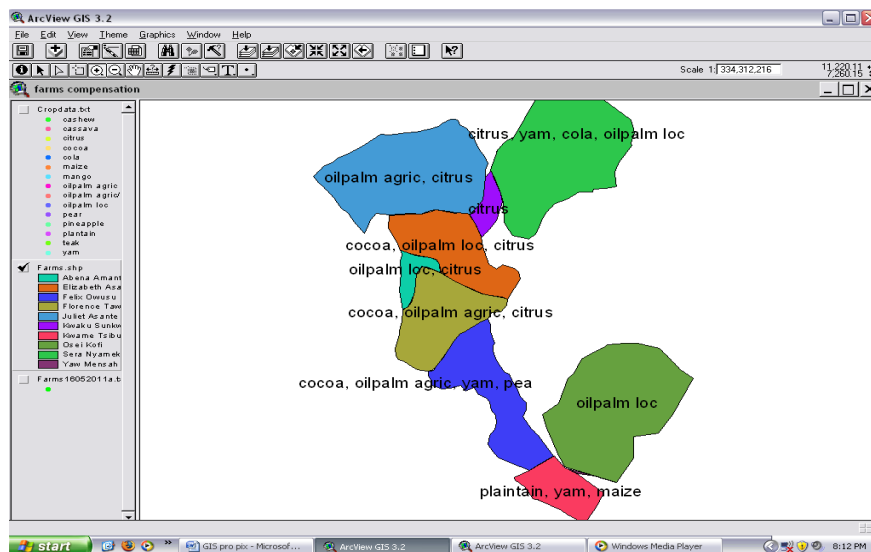 ArcView GIS 3.2
File Edit View Theme Graphics Window Help
Scale 1: 334,312,216
11,220.11
7,260.15
farms compensation
Cropdata.txt
cashew
cassava
citrus
cocoa
cola
maize
mango
oilpalm agric
oilpalm agric/
oilpalm loc
pear
pineapple
plantain
teak
yam
Farms.shp
Abena Amant
Elizabeth Asa
Felix Owusu
Florence Taw
Juliet Asante
Kwaku Sunkw
Kwame Tsibu
Osei Kofi
Sera Nyamek
Yaw Mensah
Farms16052011a.t
citrus, yam, cola, oilpalm loc
oilpalm agric, citrus
citrus
cocoa, oilpalm loc, citrus
oilpalm loc, citrus
cocoa, oilpalm agric, citrus
cocoa, oilpalm agric, yam, pea
oilpalm loc
plaintain, yam, maize
start
GIS pro pix - Microsof...
ArcView GIS 3.2
ArcView GIS 3.2
Windows Media Player
8:12 PM